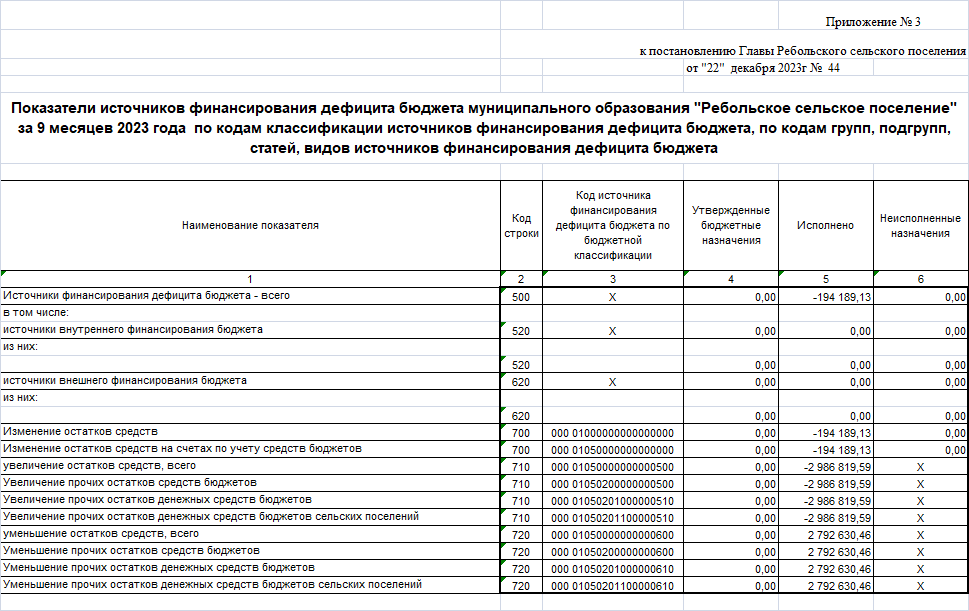 Приложение № 3
к постановлению Главы Ребольского сельского поселения
от "22" декабря 2023г № 44
Показатели источников финансирования дефицита бюджета муниципального образования "Ребольское сельское поселение"
за 9 месяцев 2023 года по кодам классификации источников финансирования дефицита бюджета, по кодам групп, подгрупп,
статей, видов источников финансирования дефицита бюджета
Наименование показателя
Код
строки
Код источника
финансирования
дефицита бюджета по
бюджетной
классификации
Утвержденные
бюджетные
назначения
Исполнено
Неисполненные
назначения
1 2 3 4 5 6
Источники финансирования дефицита бюджета - всего 500 X 0,00 -194 189,13 0,00
в том числе:
источники внутреннего финансирования бюджета 520 X 0,00 0,00 0,00
из них:
520 0,00 0,00 0,00
источники внешнего финансирования бюджета 620 X 0,00 0,00 0,00
из них:
620 0,00 0,00 0,00
Изменение остатков средств 700 000 01000000000000000 0,00 -194 189,13 0,00
Изменение остатков средств на счетах по учету средств бюджетов 700 000 01050000000000000 0,00 -194 189,13 0,00
увеличение остатков средств, всего 710 000 01050000000000500 0,00 -2 986 819,59 X
Увеличение прочих остатков средств бюджетов 710 000 01050200000000500 0,00 -2 986 819,59 X
Увеличение прочих остатков денежных средств бюджетов 710 000 01050201000000510 0,00 -2 986 819,59 X
Увеличение прочих остатков денежных средств бюджетов сельских поселений 710 000 01050201100000510 0,00 -2 986 819,59 X
уменьшение остатков средств, всего 720 000 01050000000000600 0,00 2 792 630,46 X
Уменьшение прочих остатков средств бюджетов 720 000 01050200000000600 0,00 2 792 630,46 X
Уменьшение прочих остатков денежных средств бюджетов 720 000 01050201000000610 0,00 2 792 630,46 X
Уменьшение прочих остатков денежных средств бюджетов сельских поселений 720 000 01050201100000610 0,00 2 792 630,46 X